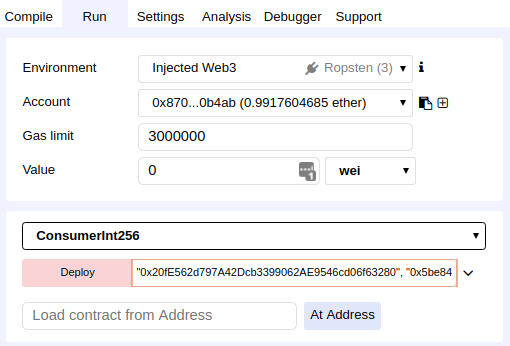 Compile Run Settings Analysis Debugger Support
Environment Injected Web3 Ropsten (3)
Account 0x870...0b4ab (0.9917604685 ether)
Gas limit 3000000
Value 0 1 wei
ConsumerInt256
Deploy "0x20fE562d797A42Dcb3399062AE9546cd06f63280", "0x5be84
Load contract from Address At Address